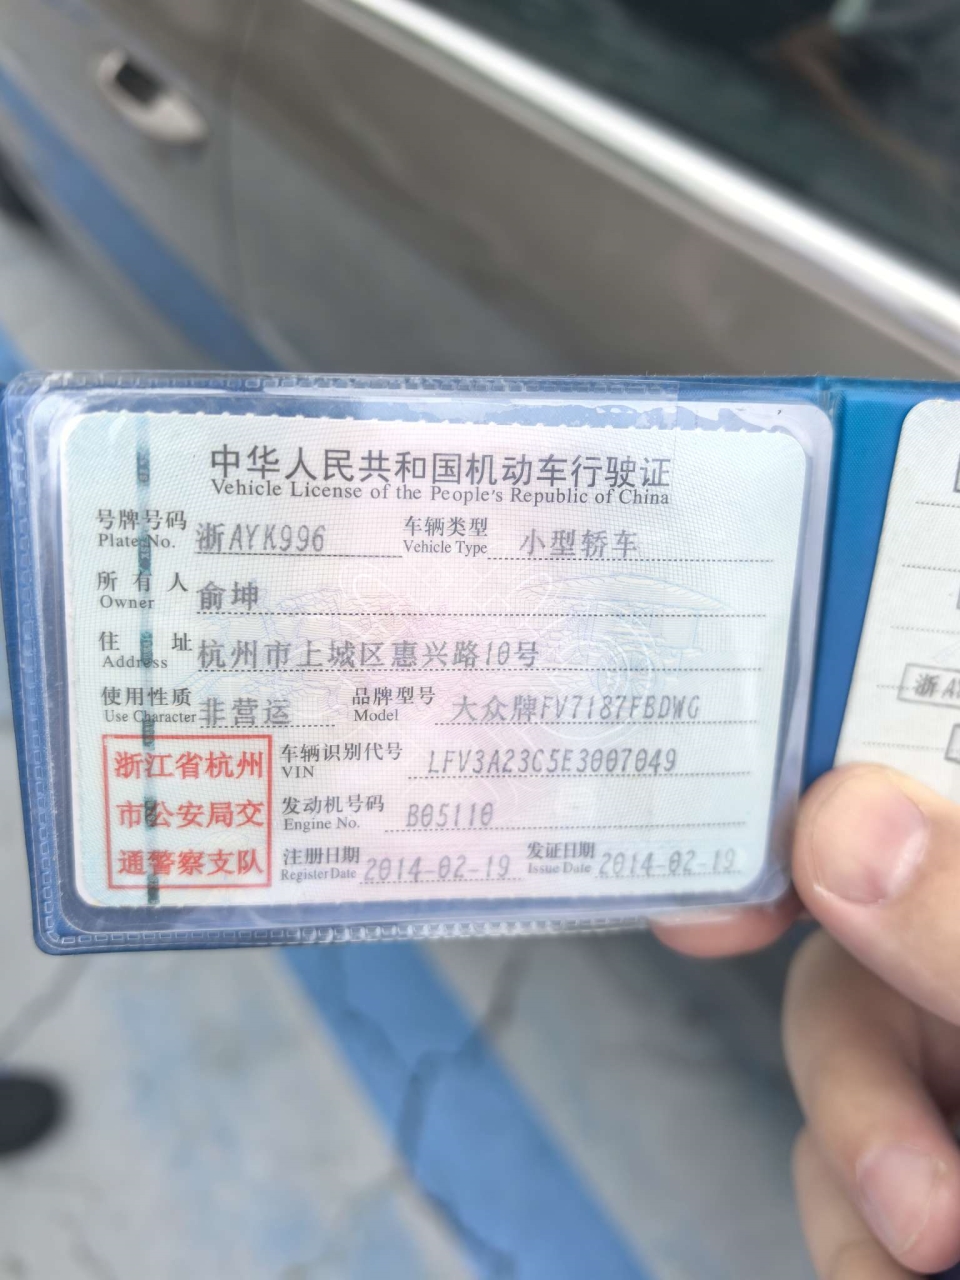 中华人民共和国机动车行驶证
Vehicle License of the People's Republic of China
号牌号码 浙AYK996 车辆类型 小型轿车
Plate No. Vehicle Type
所有人 俞坤
Owner
住址 杭州市上城区惠兴路10号
Address
使用性质 非营运 品牌型号 大众牌FV7187FBDWG
Use Character Model
浙江省杭州
市公安局交
通警察支队
车辆识别代号 LFV3A23C5E3007049
VIN
发动机号码 B05110
Engine No.
注册日期 2014-02-19 发证日期 2014-02-19
Register Date Issue Date
浙A